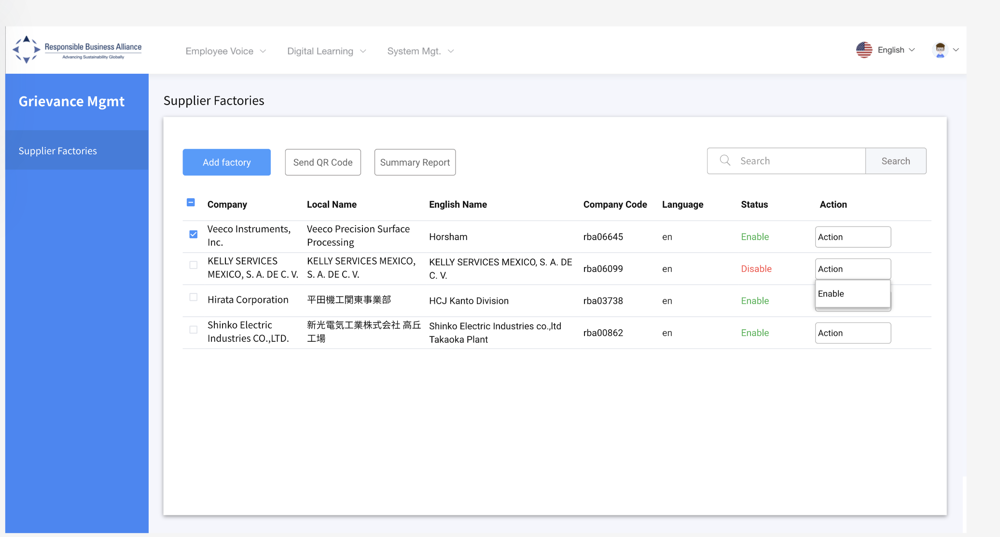 Responsible Business Alliance
Advancing Sustainability Globally
Employee Voice
Digital Learning
System Mgt.
English
Grievance Mgmt
Supplier Factories
Supplier Factories
Add factory
Send QR Code
Summary Report
Search
Search
Company
Local Name
English Name
Company Code
Language
Status
Action
Veeco Instruments,
Inc.
Veeco Precision Surface
Processing
Horsham
rba06645
en
Enable
Action
KELLY SERVICES
MEXICO, S. A. DE C. V.
KELLY SERVICES MEXICO,
S. A. DE C. V.
KELLY SERVICES MEXICO, S. A. DE
C. V.
rba06099
en
Disable
Action
Enable
Hirata Corporation
平田機工関東事業部
HCJ Kanto Division
rba03738
en
Enable
Shinko Electric
Industries CO.,LTD.
新光電気工業株式会社 高丘
工場
Shinko Electric Industries co.,ltd
Takaoka Plant
rba00862
en
Enable
Action